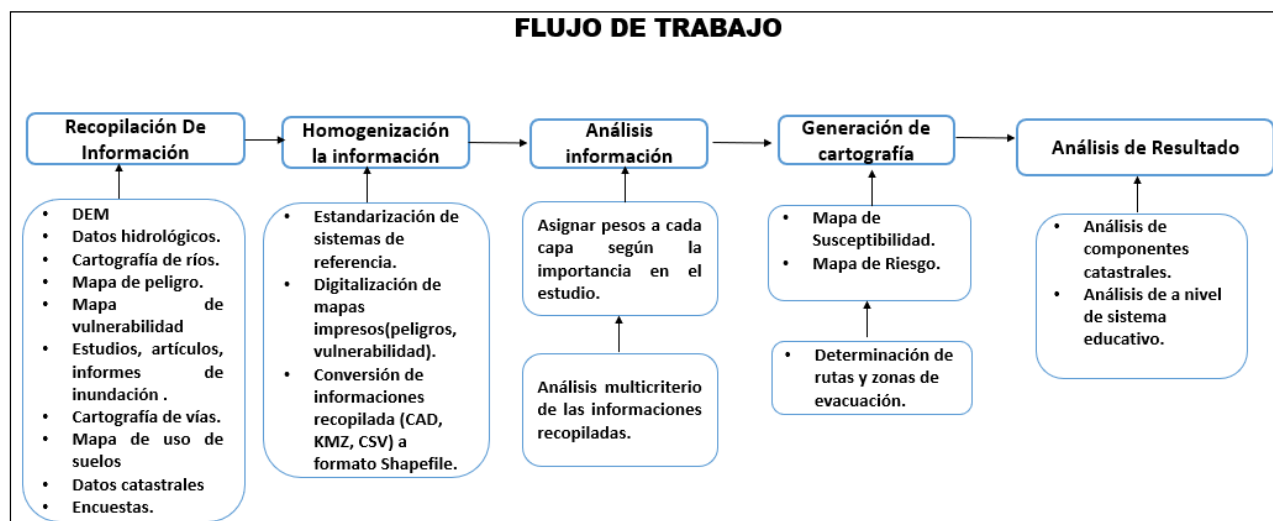 FLUJO DE TRABAJO
Recopilación De
Información
Homogenización
la información
Análisis
información
Generación de
cartografía
Análisis de Resultado
• DEM
• Datos hidrológicos.
• Cartografía de ríos.
• Mapa de peligro.
• Mapa de
vulnerabilidad
• Estudios, artículos,
informes de
inundación .
• Cartografía de vías.
• Mapa de uso de
suelos
• Datos catastrales
• Encuestas.
• Estandarización de
sistemas de
referencia.
• Digitalización de
mapas
impresos(peligros,
vulnerabilidad).
• Conversión de
informaciones
recopilada (CAD,
KMZ, CSV) a
formato Shapefile.
Asignar pesos a cada
capa según la
importancia en el
estudio.
Análisis multicriterio
de las informaciones
recopiladas.
• Mapa de
Susceptibilidad.
• Mapa de Riesgo.
• Determinación de
rutas y zonas de
evacuación.
• Análisis de
componentes
catastrales.
• Análisis de a nivel
de sistema
educativo.